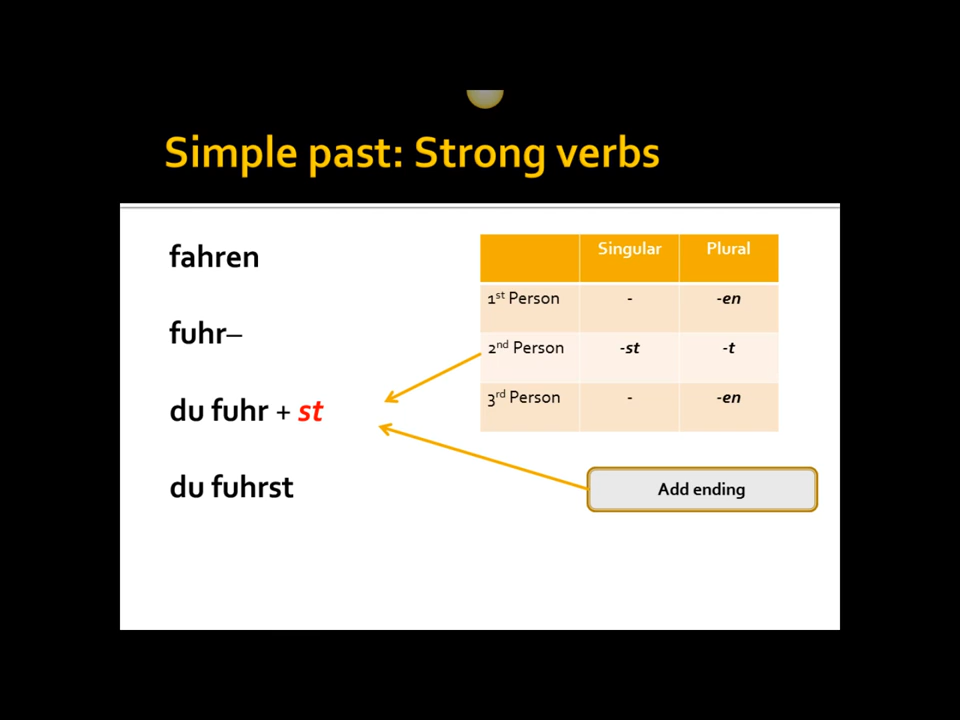 Simple past: Strong verbs
fahren
fuhr–
du fuhr + st
du fuhrst
Singular Plural
1st Person - -en
2nd Person -st -t
3rd Person - -en
Add ending